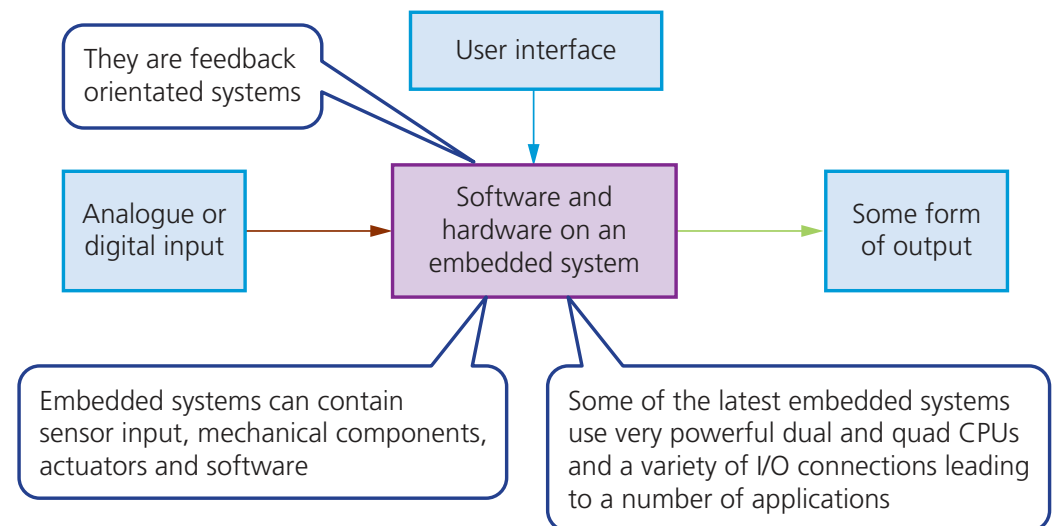 They are feedback
orientated systems
User interface
Analogue or
digital input
Software and
hardware on an
embedded system
Some form
of output
Embedded systems can contain
sensor input, mechanical components,
actuators and software
Some of the latest embedded systems
use very powerful dual and quad CPUs
and a variety of I/O connections leading
to a number of applications